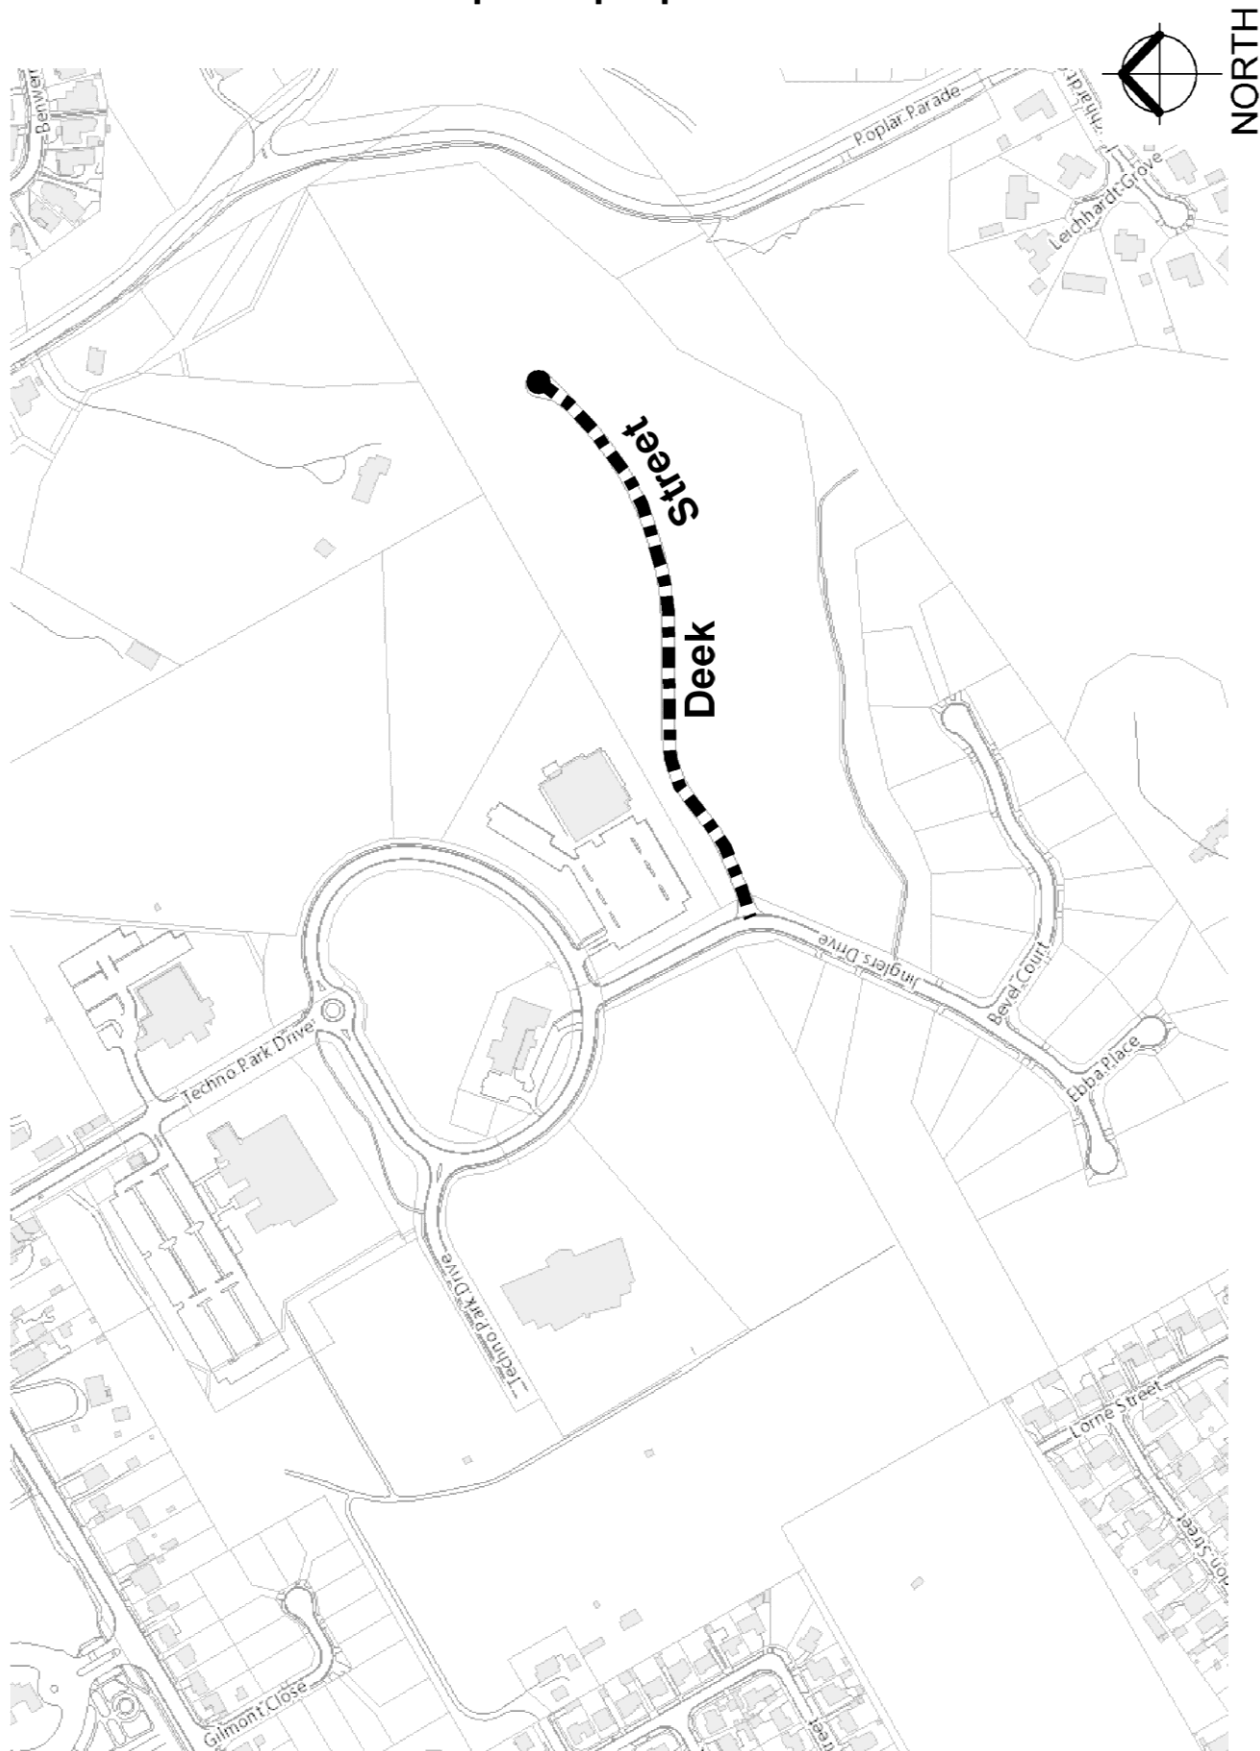 NORTH
Benwer
Poplar Parade
Leichhardt Grove
Deek Street
Jinglers Drive
Bevel Court
Ebba Place
Techno Park Drive
Techno Park Drive
Lorne Street
Gilmont Close